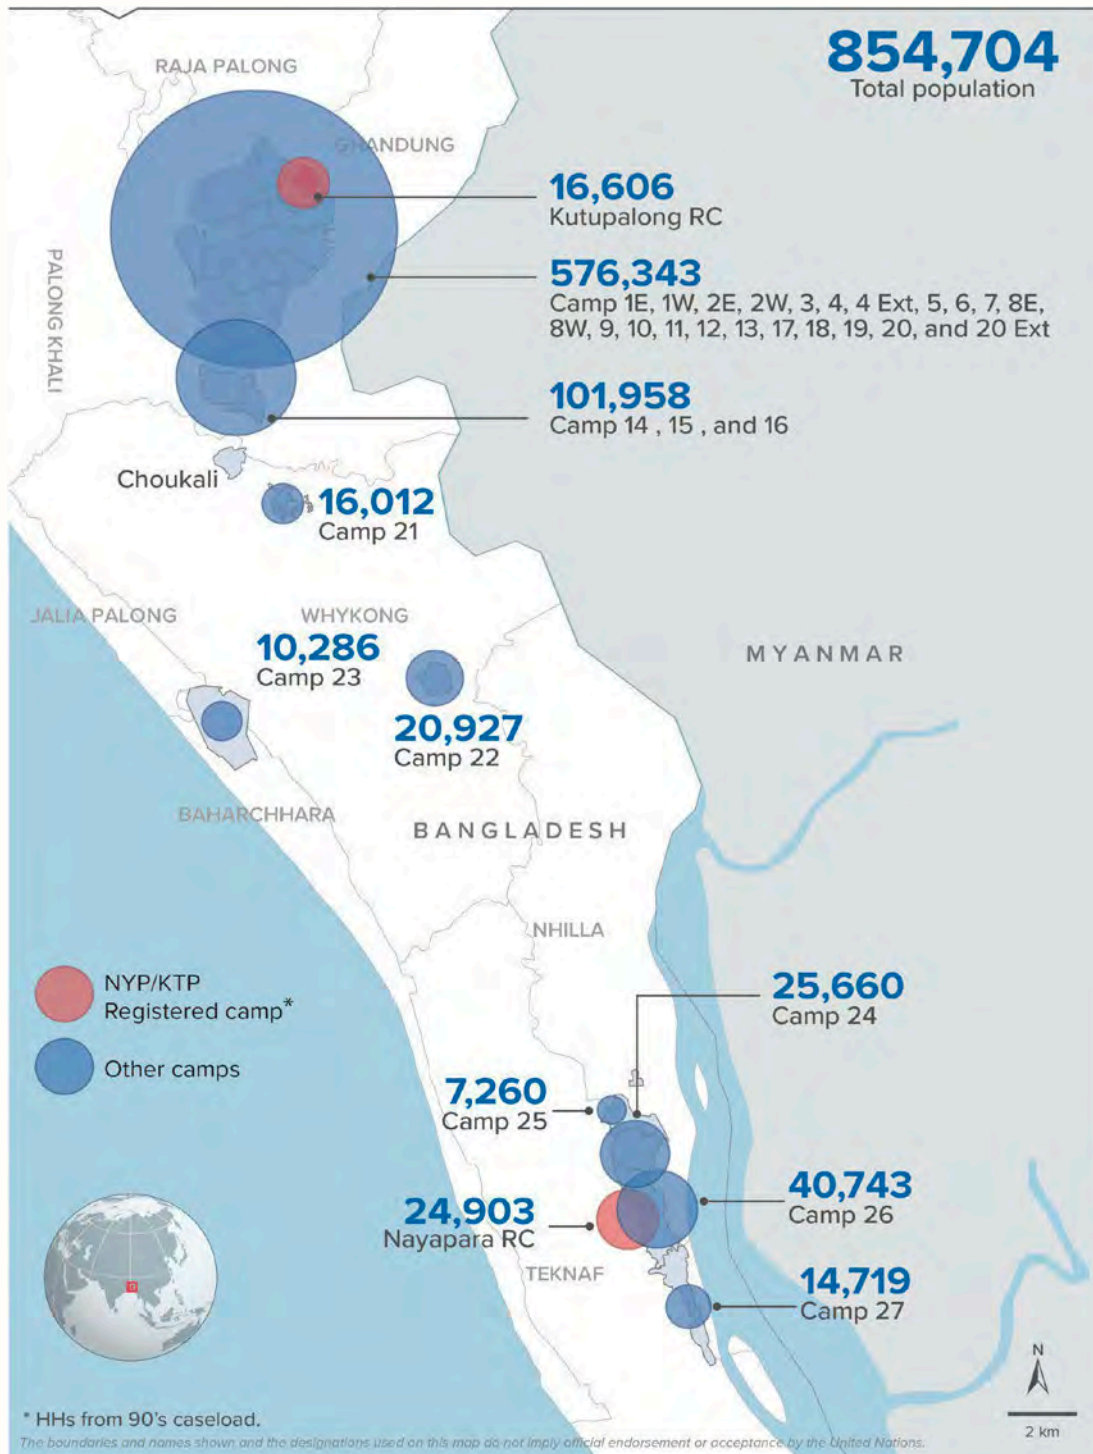 854,704
Total population
RAJA PALONG
GHANDUNG
16,606
Kutupalong RC
PALONG KHALI
576,343
Camp 1E, 1W, 2E, 2W, 3, 4, 4 Ext, 5, 6, 7, 8E,
8W, 9, 10, 11, 12, 13, 17, 18, 19, 20, and 20 Ext
101,958
Camp 14 , 15 , and 16
Choukali
16,012
Camp 21
JALIA PALONG
WHYKONG
10,286
Camp 23
MYANMAR
20,927
Camp 22
BAHARCHHARA
BANGLADESH
NHILLA
NYP/KTP
Registered camp*
Other camps
25,660
Camp 24
7,260
Camp 25
24,903
Nayapara RC
40,743
Camp 26
TEKNAF
14,719
Camp 27
N
2 km
* HHs from 90's caseload.
The boundaries and names shown and the designations used on this map do not imply official endorsement or acceptance by the United Nations.